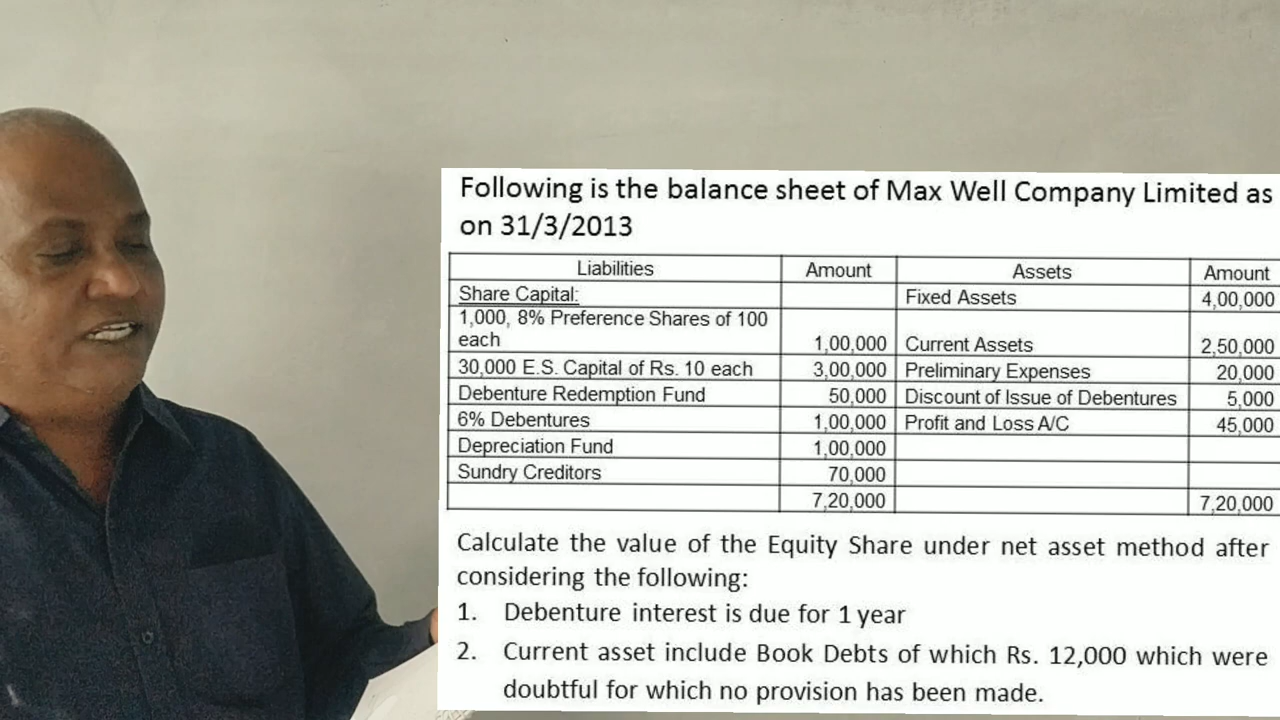 Following is the balance sheet of Max Well Company Limited as
on 31/3/2013
Liabilities Amount Assets Amount
Share Capital: Fixed Assets 4,00,000
1,000, 8% Preference Shares of 100
each 1,00,000 Current Assets 2,50,000
30,000 E.S. Capital of Rs. 10 each 3,00,000 Preliminary Expenses 20,000
Debenture Redemption Fund 50,000 Discount of Issue of Debentures 5,000
6% Debentures 1,00,000 Profit and Loss A/C 45,000
Depreciation Fund 1,00,000
Sundry Creditors 70,000
7,20,000 7,20,000
Calculate the value of the Equity Share under net asset method after
considering the following:
1. Debenture interest is due for 1 year
2. Current asset include Book Debts of which Rs. 12,000 which were
doubtful for which no provision has been made.